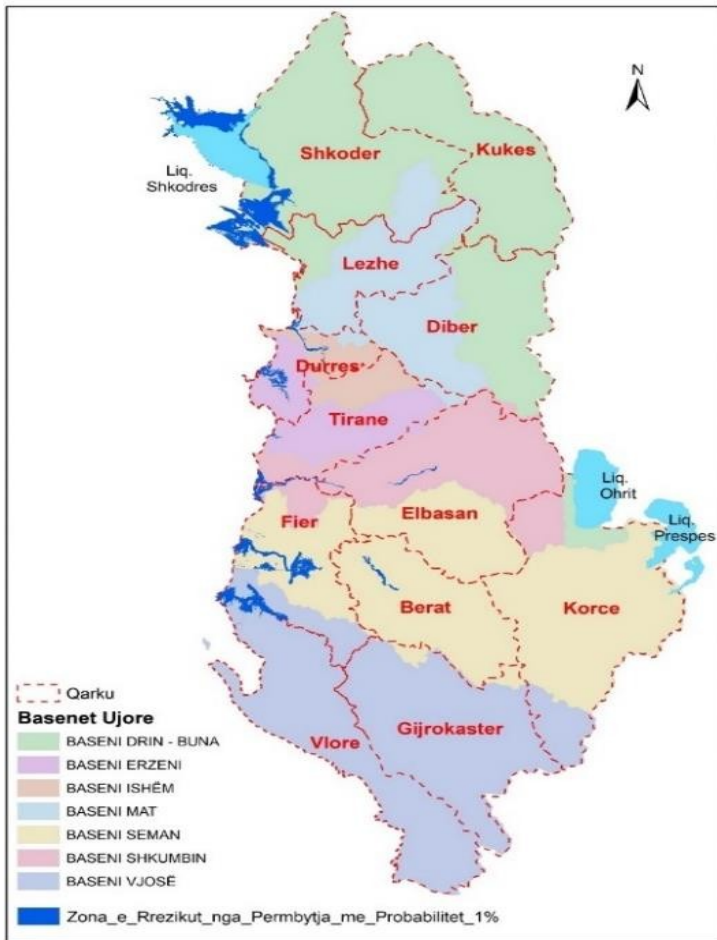 N
Shkoder
Kukes
Liq.
Shkodres
Lezhe
Diber
Durres
Tirane
Liq.
Ohrit
Liq.
Prespes
Fier
Elbasan
Berat
Korce
Vlore
Gijrokaster
Qarku
Basenet Ujore
BASENI DRIN - BUNA
BASENI ERZENI
BASENI ISHËM
BASENI MAT
BASENI SEMAN
BASENI SHKUMBIN
BASENI VJOSË
Zona_e_Rrezikut_nga_Permbytja_me_Probabilitet_1%